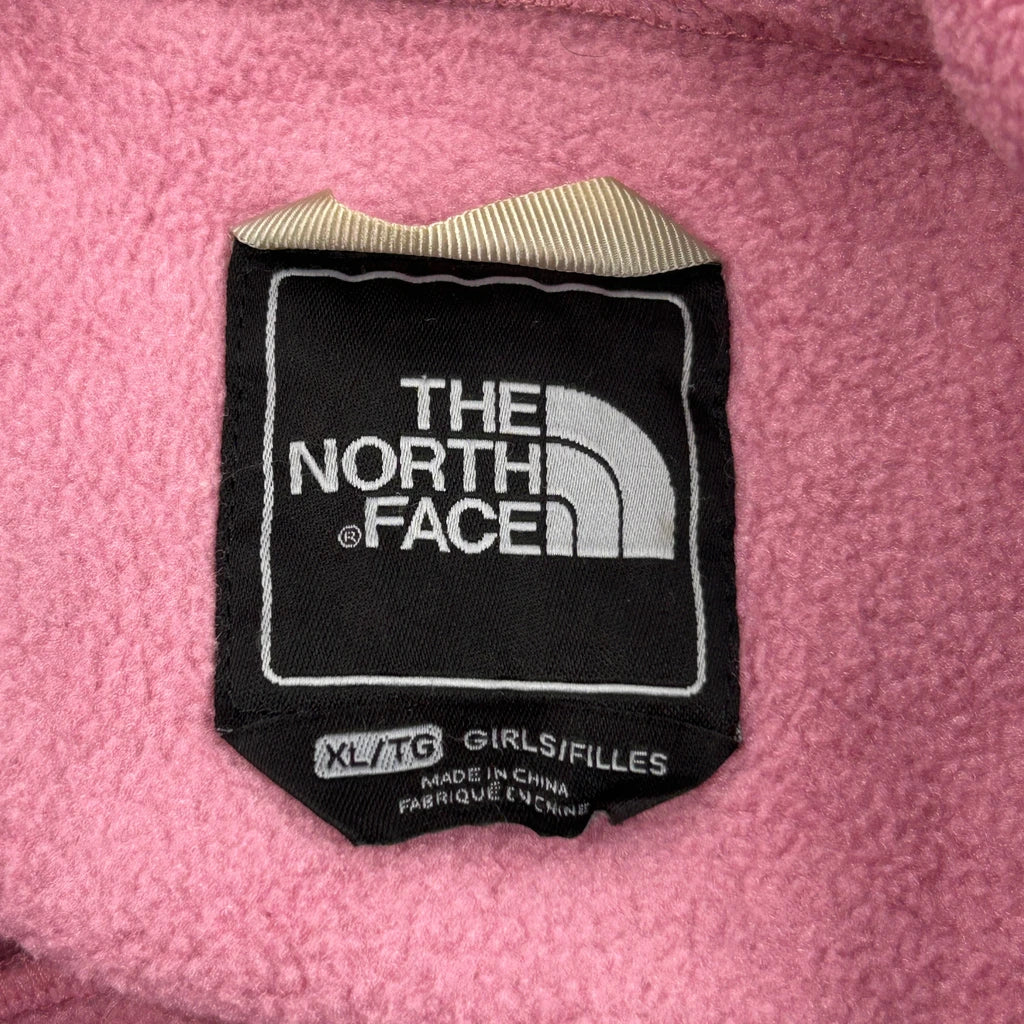 THE
NORTH
®FACE
XL/TG GIRLS/FILLES
MADE IN CHINA
FABRIQUÉ EN CHINE